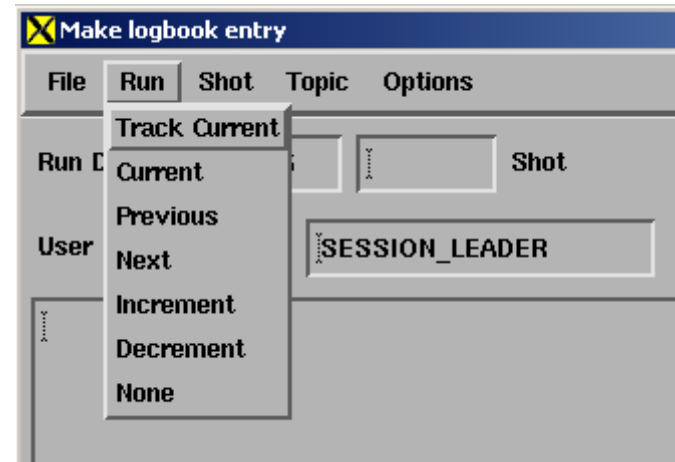 Make logbook entry
File Run Shot Topic Options
Track Current
Run Shot
Current
Previous
User SESSION_LEADER
Next
Increment
Decrement
None